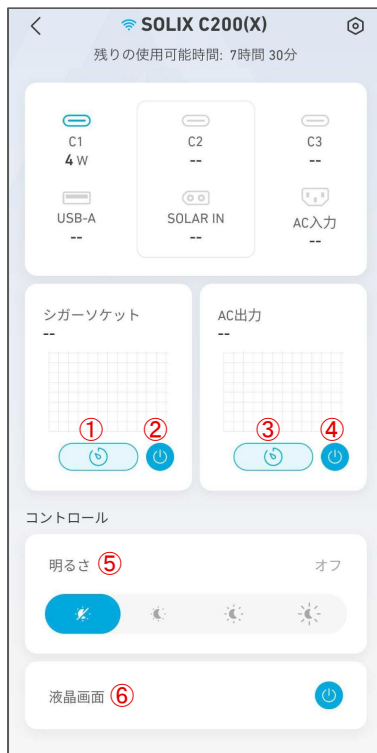 SOLIX C200(X)
残りの使用可能時間: 7時間 30分
C1
4 W
C2
--
C3
--
USB-A
--
SOLAR IN
--
AC入力
--
シガーソケット
--
① ②
AC出力
--
③ ④
コントロール
明るさ ⑤ オフ
液晶画面 ⑥